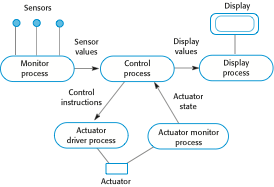 Sensors
Display
Sensor
values
Display
values
Monitor
process
Control
process
Display
process
Control
instructions
Actuator
state
Actuator
driver process
Actuator monitor
process
Actuator